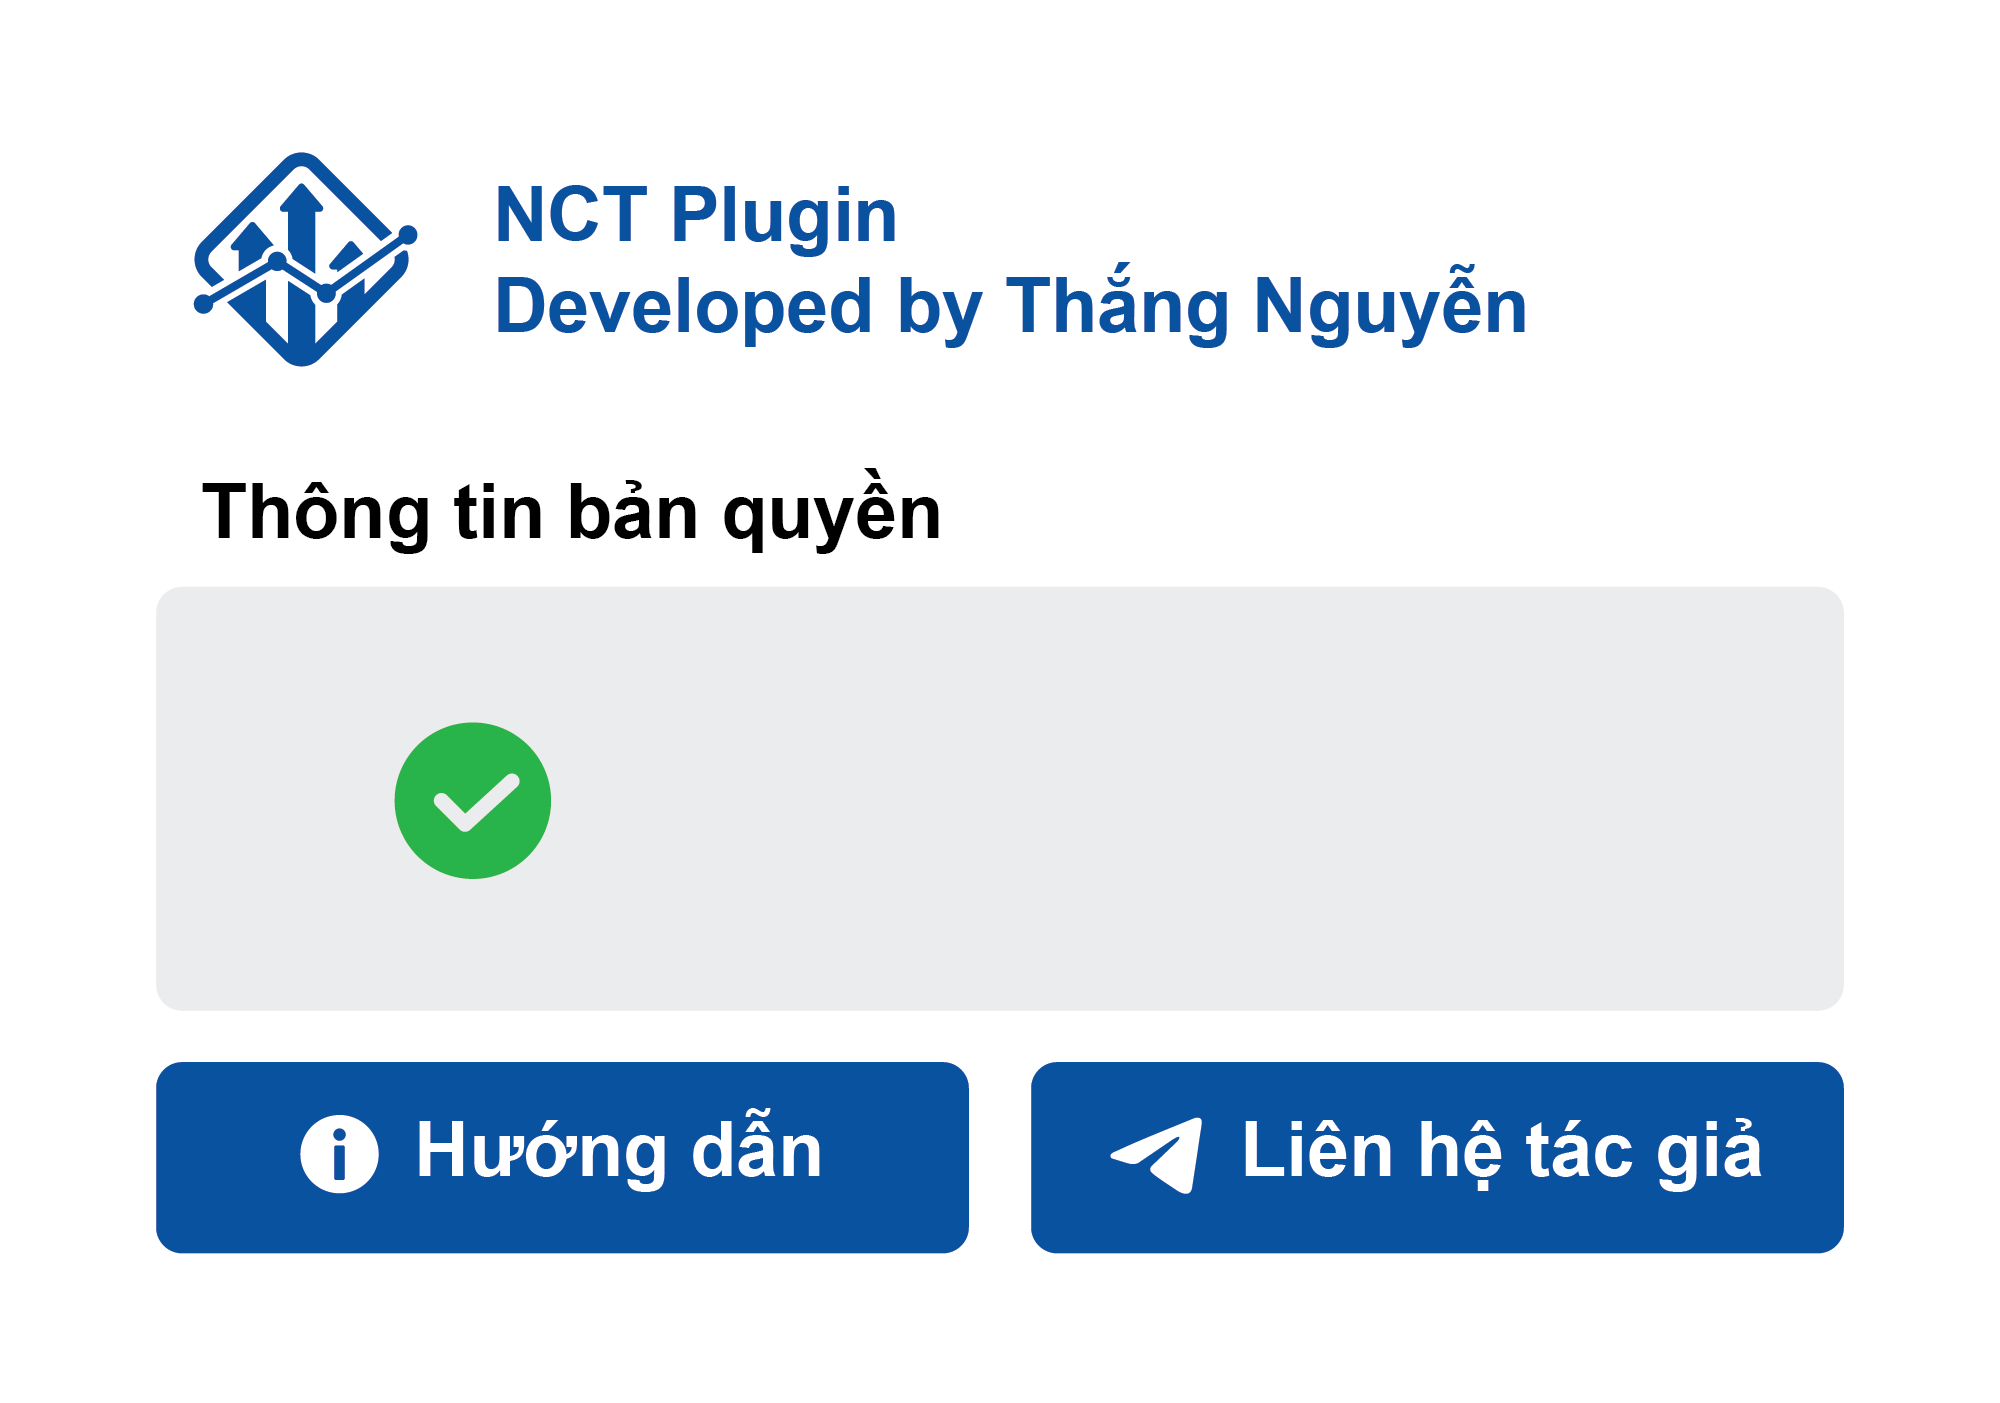 NCT Plugin
Developed by Thắng Nguyễn
Thông tin bản quyền
Hướng dẫn
Liên hệ tác giả